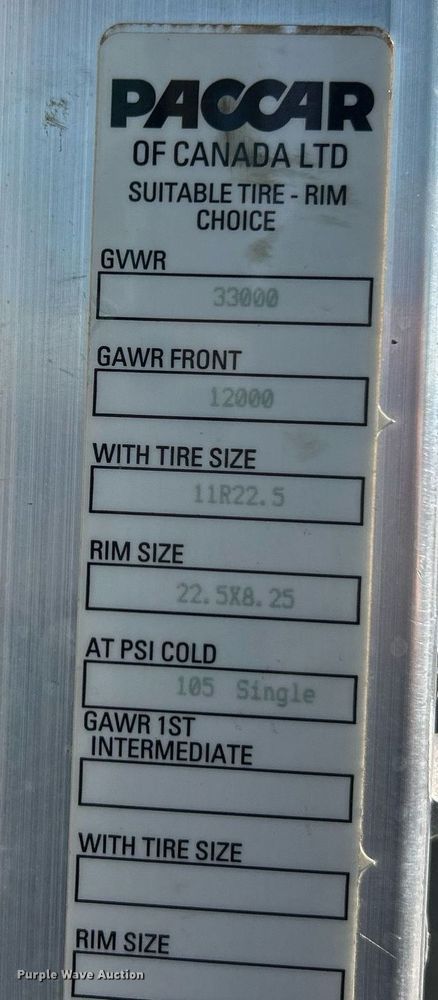 PACCAR
OF CANADA LTD
SUITABLE TIRE - RIM
CHOICE
GVWR
33000
GAWR FRONT
12000
WITH TIRE SIZE
11R22.5
RIM SIZE
22.5X8.25
AT PSI COLD
105 Single
GAWR 1ST
INTERMEDIATE
WITH TIRE SIZE
RIM SIZE
Purple Wave Auction